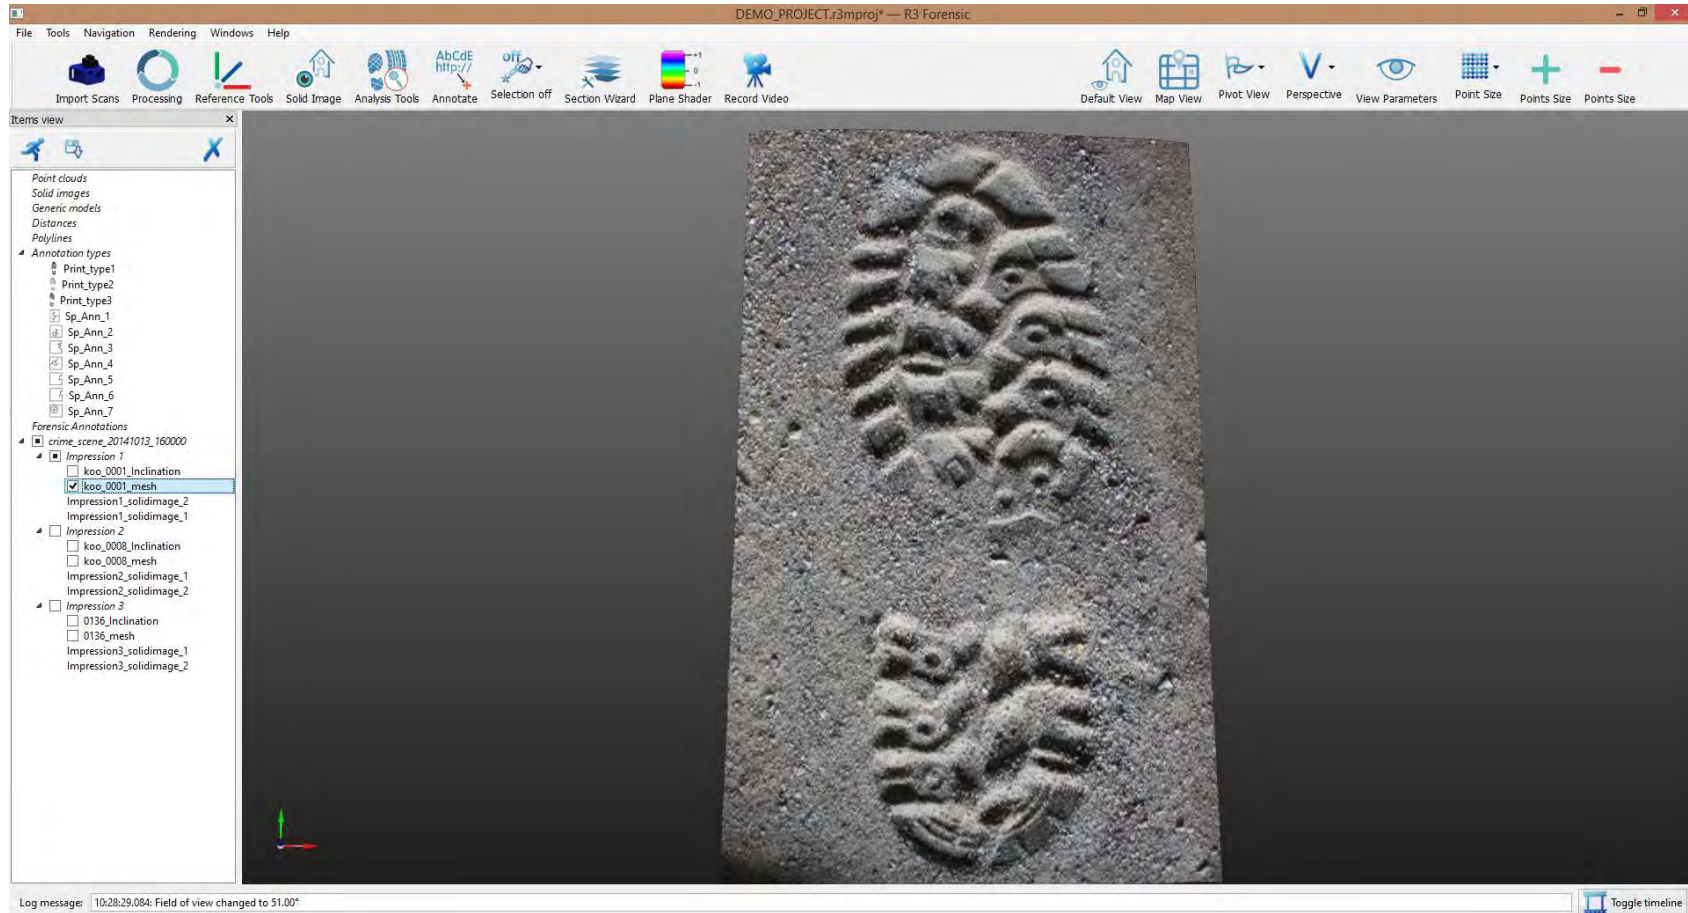 DEMO_PROJECT.r3mproj* — R3 Forensic
File Tools Navigation Rendering Windows Help
AbCdE
http://
off
+1
0
-1
Import Scans Processing Reference Tools Solid Image Analysis Tools Annotate Selection off Section Wizard Plane Shader Record Video Default View Map View Pivot View Perspective View Parameters Point Size Points Size Points Size
Items view
Point clouds
Solid images
Generic models
Distances
Polylines
Annotation types
Print_type1
Print_type2
Print_type3
Sp_Ann_1
Sp_Ann_2
Sp_Ann_3
Sp_Ann_4
Sp_Ann_5
Sp_Ann_6
Sp_Ann_7
Forensic Annotations
crime_scene_20141013_160000
Impression 1
koo_0001_Inclination
koo_0001_mesh
Impression1_solidimage_2
Impression1_solidimage_1
Impression 2
koo_0008_Inclination
koo_0008_mesh
Impression2_solidimage_1
Impression2_solidimage_2
Impression 3
0136_Inclination
0136_mesh
Impression3_solidimage_1
Impression3_solidimage_2
Log message: 10:28:29.084: Field of view changed to 51.00° Toggle timeline